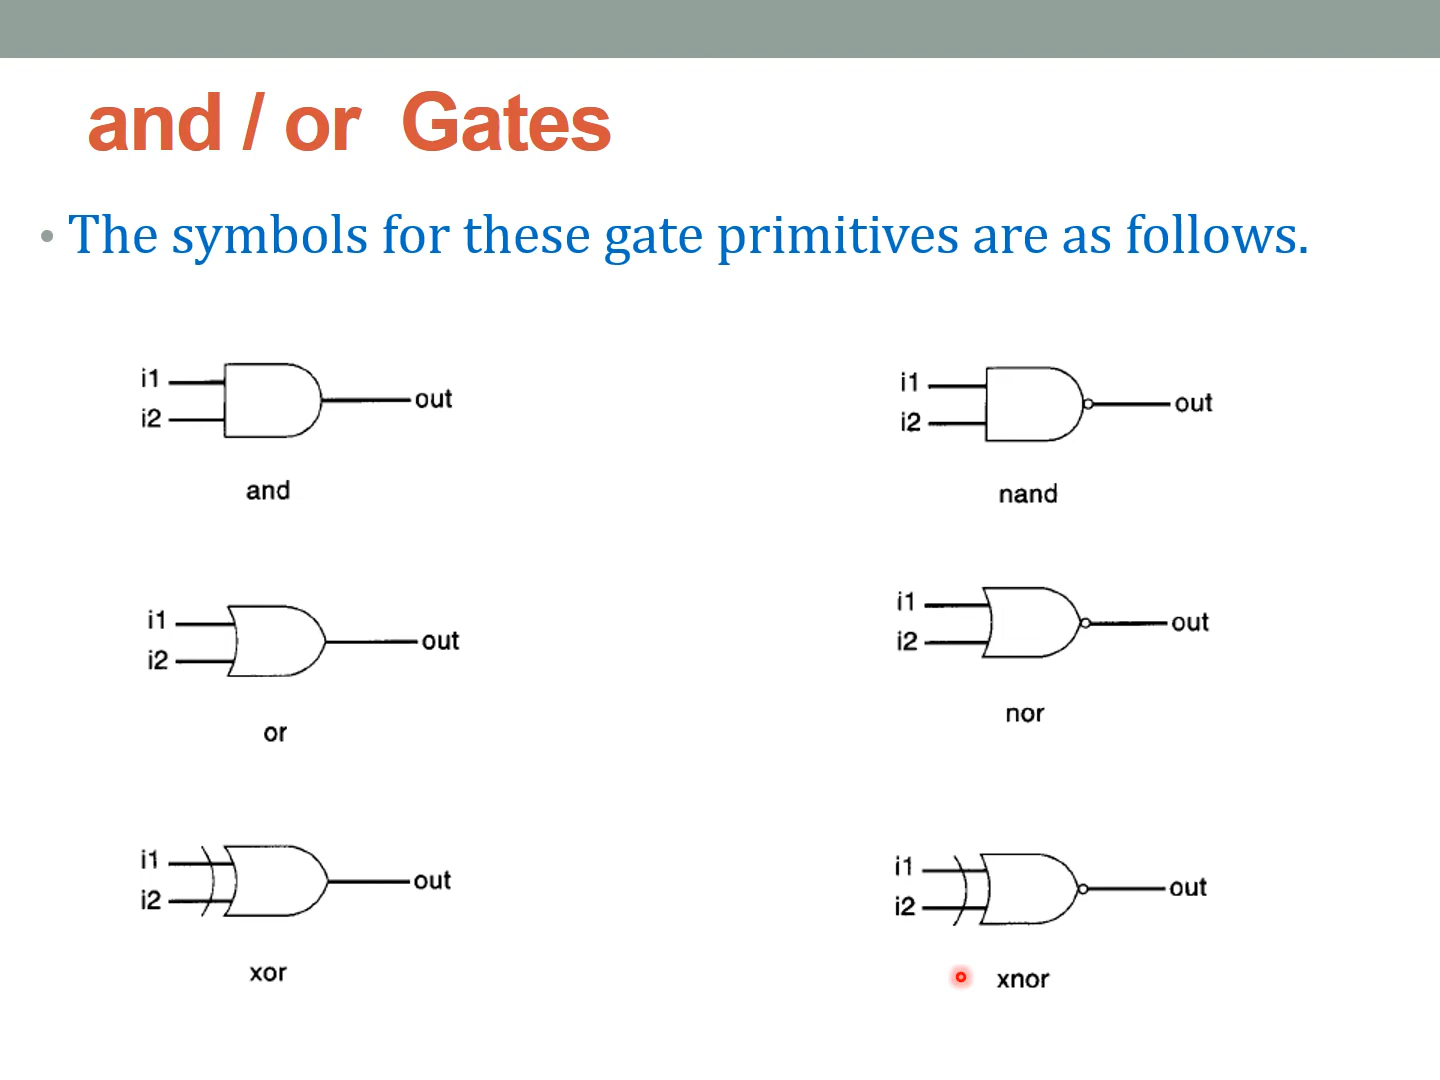 and / or Gates
• The symbols for these gate primitives are as follows.
i1
i2
out
and
i1
i2
out
nand
i1
i2
out
or
i1
i2
out
nor
i1
i2
out
xor
i1
i2
out
xnor